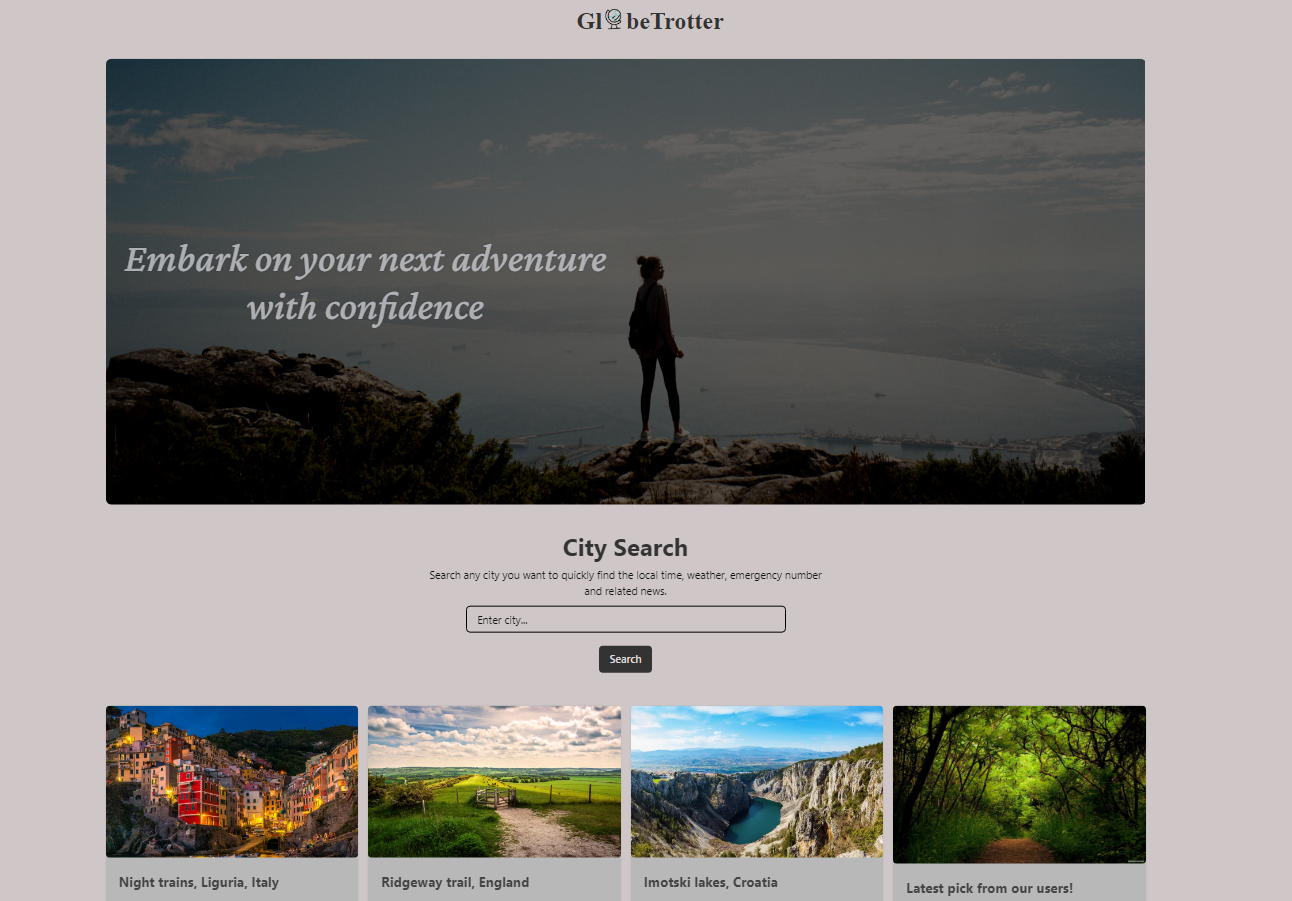 GlobeTrotter
Embark on your next adventure
with confidence
City Search
Search any city you want to quickly find the local time, weather, emergency number
and related news.
Enter city...
Search
Night trains, Liguria, Italy
Ridgeway trail, England
Imotski lakes, Croatia
Latest pick from our users!